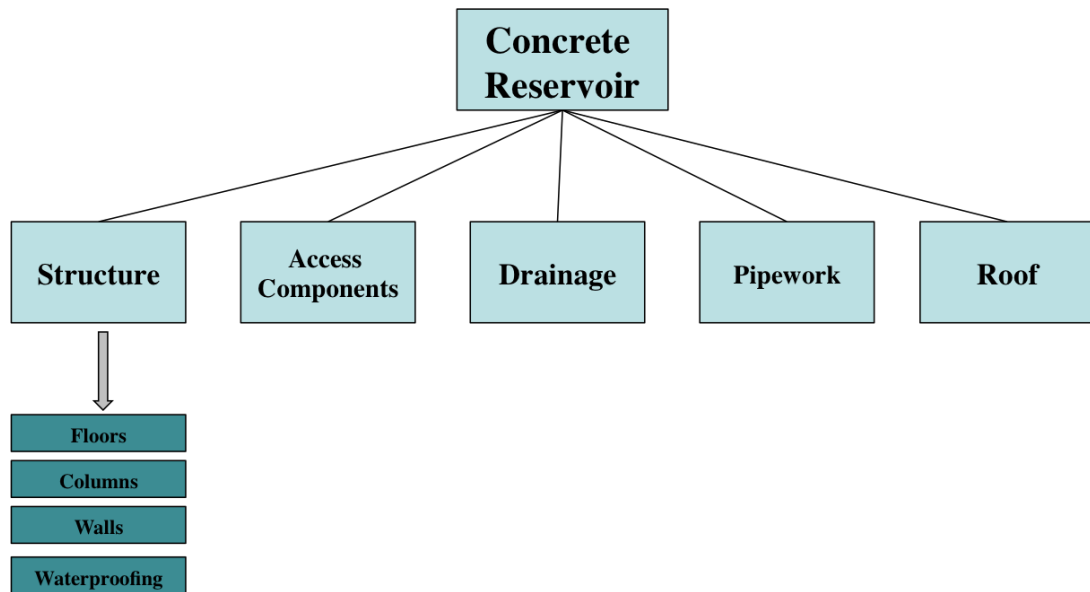 Concrete
Reservoir
Structure
Access
Components
Drainage
Pipework
Roof
Floors
Columns
Walls
Waterproofing